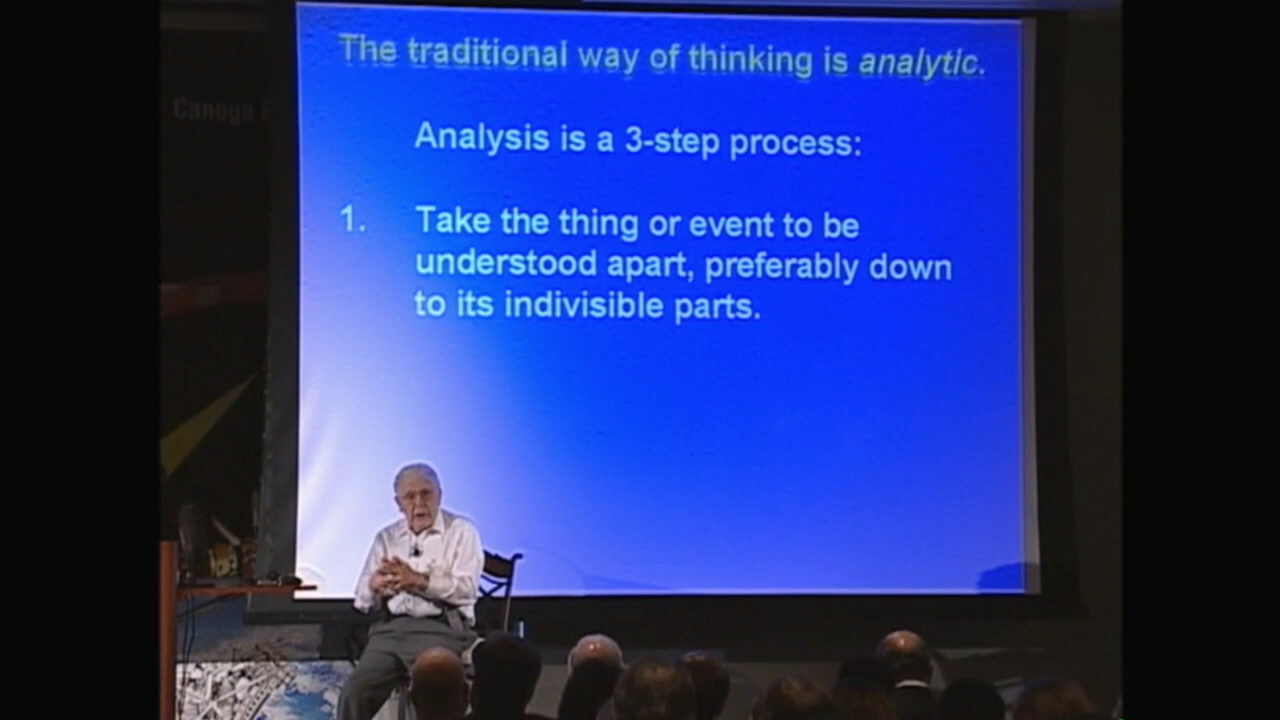 The traditional way of thinking is analytic.
Canoga
Analysis is a 3-step process:
1. Take the thing or event to be
understood apart, preferably down
to its indivisible parts.